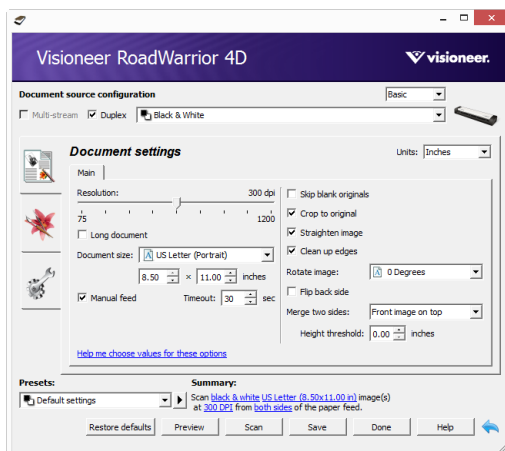 Visioneer RoadWarrior 4D
visioneer.
Document source configuration
Basic
Multi-stream
Duplex
Black & White
Document settings
Units:
Inches
Main
Resolution:
300 dpi
75
1200
Long document
Document size:
US Letter (Portrait)
8.50 × 11.00 inches
Manual feed
Timeout: 30 sec
Skip blank originals
Crop to original
Straighten image
Clean up edges
Rotate image:
0 Degrees
Flip back side
Merge two sides:
Front image on top
Height threshold: 0.00 inches
Help me choose values for these options
Presets:
Default settings
Summary:
Scan black & white US Letter (8.50x11.00 in) image(s)
at 300 DPI from both sides of the paper feed.
Restore defaults
Preview
Scan
Save
Done
Help